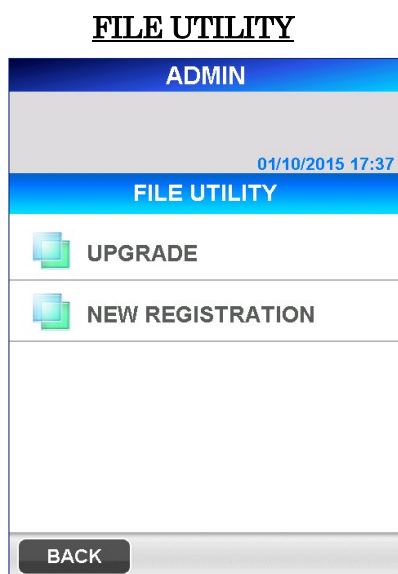 FILE UTILITY
ADMIN
01/10/2015 17:37
FILE UTILITY
UPGRADE
NEW REGISTRATION
BACK